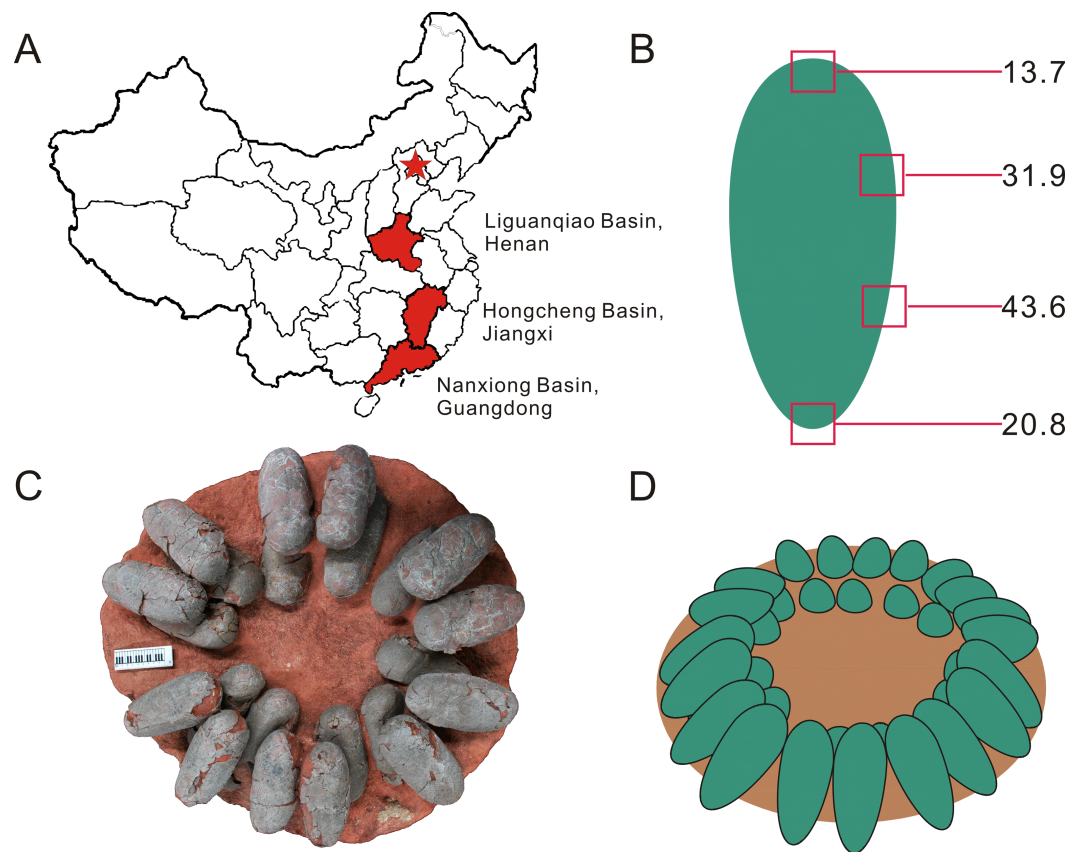 A
Liguanqiao Basin,
Henan
Hongcheng Basin,
Jiangxi
Nanxiong Basin,
Guangdong
B
13.7
31.9
43.6
20.8
C
D